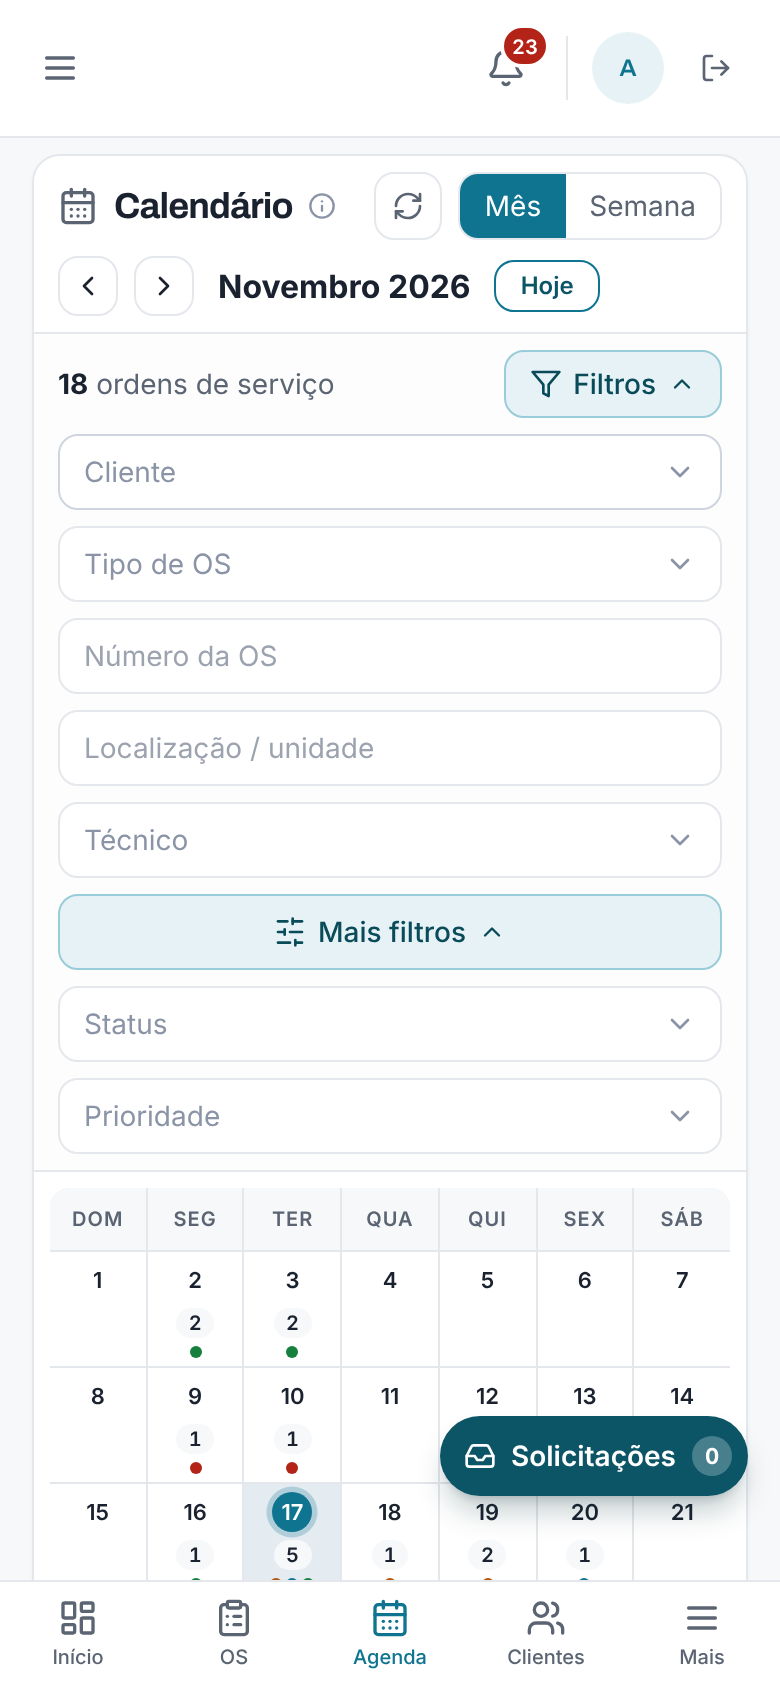 23
A
Calendário
Mês
Semana
Novembro 2026
Hoje
18 ordens de serviço
Filtros
Cliente
Tipo de OS
Número da OS
Localização / unidade
Técnico
Mais filtros
Status
Prioridade
DOM SEG TER QUA QUI SEX SÁB
1 2 3 4 5 6 7
2 2
8 9 10 11 12 13 14
1 1
Solicitações 0
15 16 17 18 19 20 21
1 5 1 2 1
Início OS Agenda Clientes Mais